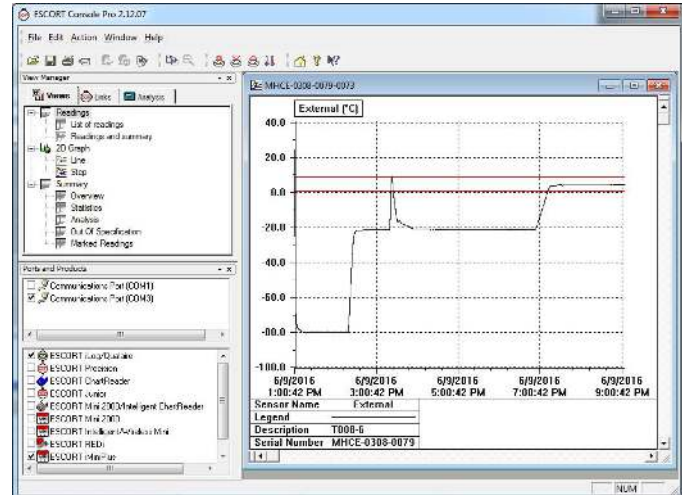 ESCORT Console Pro 2.12.07
File Edit Action Window Help
View Manager
Viewers Links Analysis
Readings
List of readings
Readings and summary
2D Graph
Line
Step
Summary
Overview
Statistics
Analysis
Out Of Specification
Marked Readings
Ports and Products
Communications Port (COM1)
Communications Port (COM3)
ESCORT iLog/Quataire
ESCORT Precision
ESCORT ChartReader
ESCORT Junior
ESCORT Mini 2000/Intelligent ChartReader
ESCORT Mini 2000
ESCORT Intelligent/Wireless Mini
ESCORT REDi
ESCORT iMiniPlus
MHCE-0308-0079-0073
External (°C)
40.0
20.0
0.0
-20.0
-40.0
-60.0
-80.0
-100.0
6/9/2016 6/9/2016 6/9/2016 6/9/2016 6/9/2016
1:00:42 PM 3:00:42 PM 5:00:42 PM 7:00:42 PM 9:00:42 PM
Sensor Name External
Legend
Description T008-6
Serial Number MHCE-0308-0079
NUM